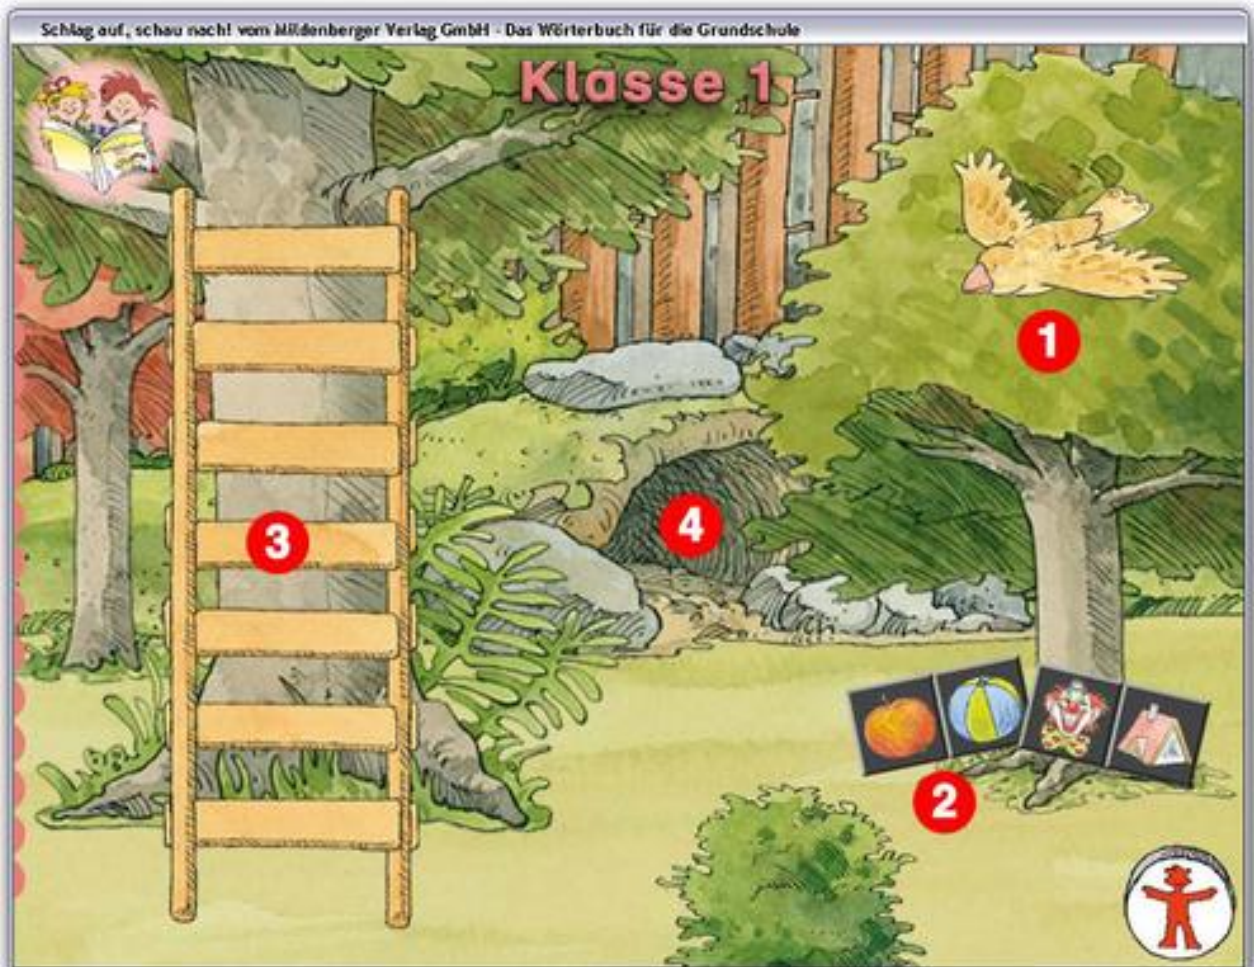 Schlag auf, schau nach! vom Mildenberger Verlag GmbH - Das Wörterbuch für die Grundschule
Klasse 1
1
3
4
2